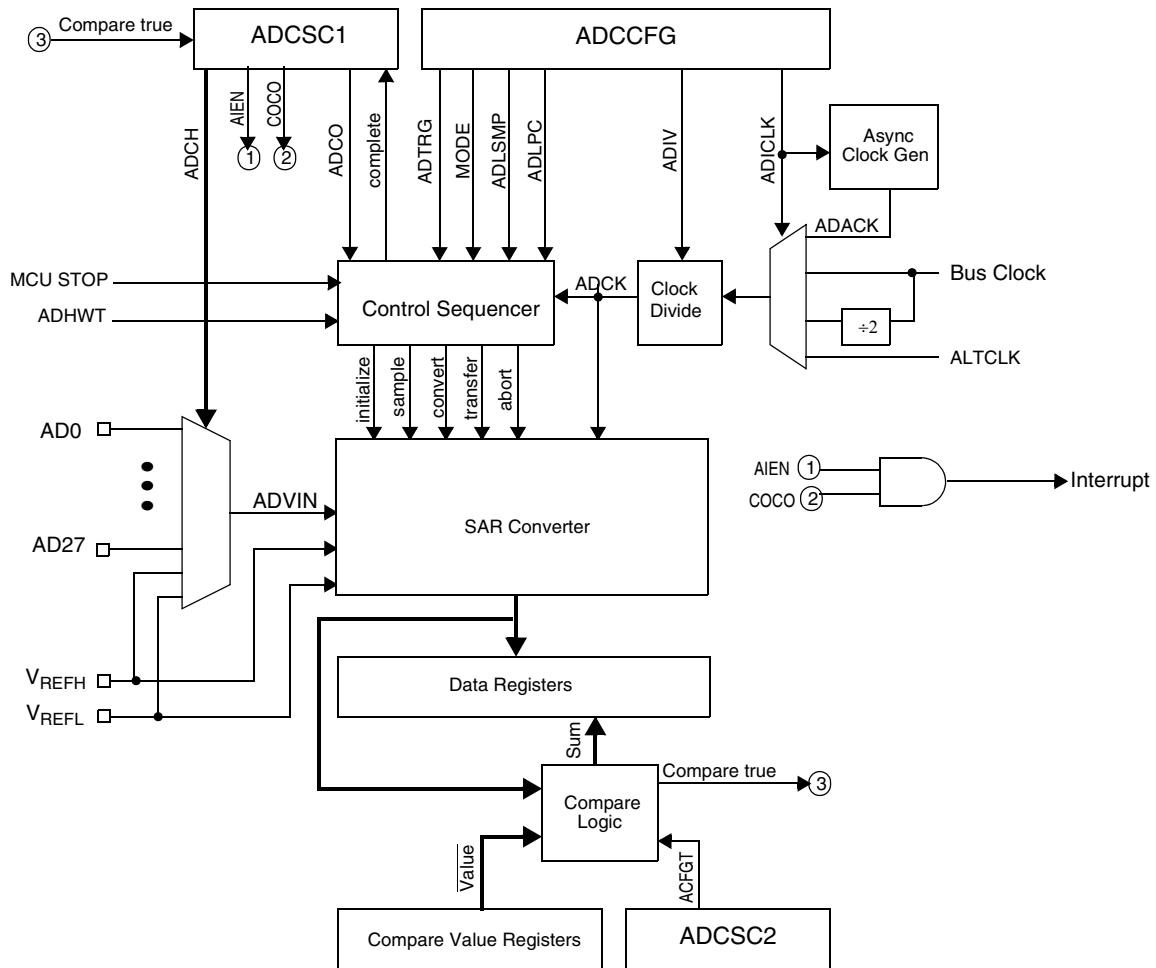 3
Compare true
ADCSC1
ADCCFG
ADCH
AIEN
COCO
ADCO
complete
1
2
ADTRG
MODE
ADLSMP
ADLPC
ADIV
ADICLK
Async
Clock Gen
ADACK
MCU STOP
ADHWT
Control Sequencer
ADCK
Clock
Divide
Bus Clock
÷2
ALTCLK
initialize
sample
convert
transfer
abort
AD0
AD27
ADVIN
SAR Converter
AIEN 1
COCO 2
Interrupt
VREFH
VREFL
Data Registers
Sum
Compare true
3
Compare
Logic
Value
ACFGT
Compare Value Registers
ADCSC2